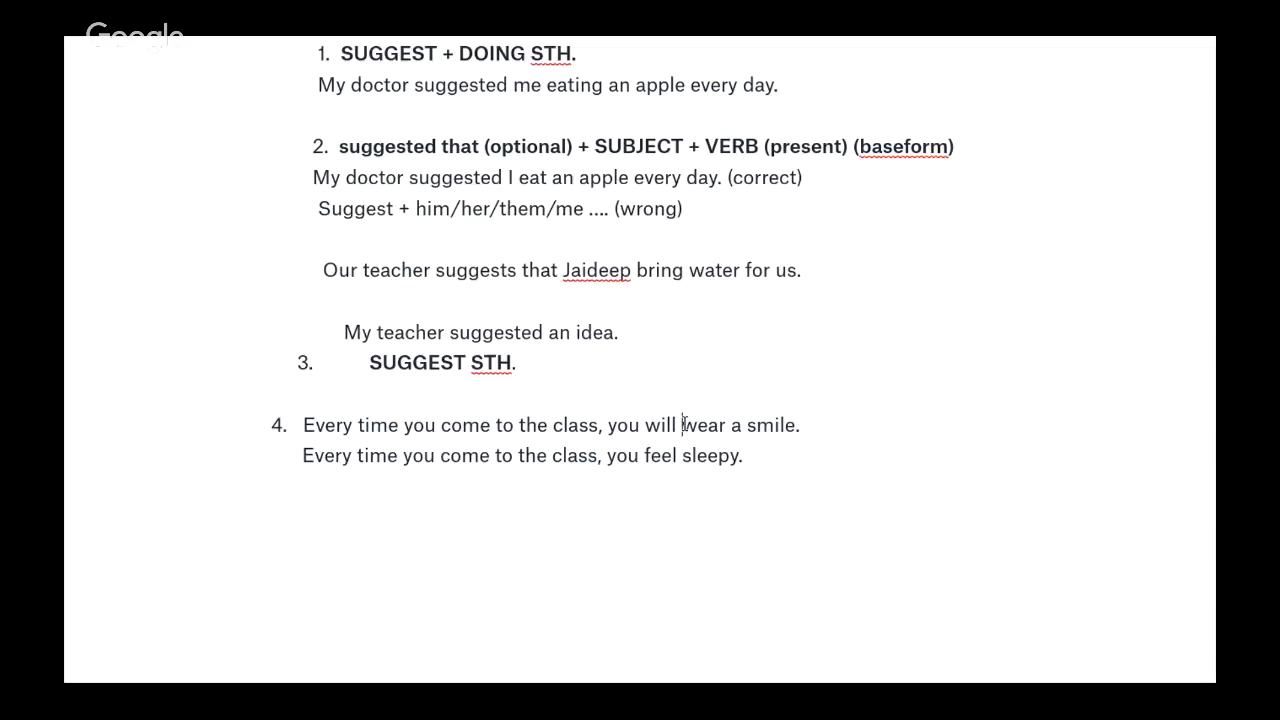 Google
1. SUGGEST + DOING STH.
My doctor suggested me eating an apple every day.
2. suggested that (optional) + SUBJECT + VERB (present) (baseform)
My doctor suggested I eat an apple every day. (correct)
Suggest + him/her/them/me .... (wrong)
Our teacher suggests that Jaideep bring water for us.
My teacher suggested an idea.
3. SUGGEST STH.
4. Every time you come to the class, you will wear a smile.
Every time you come to the class, you feel sleepy.